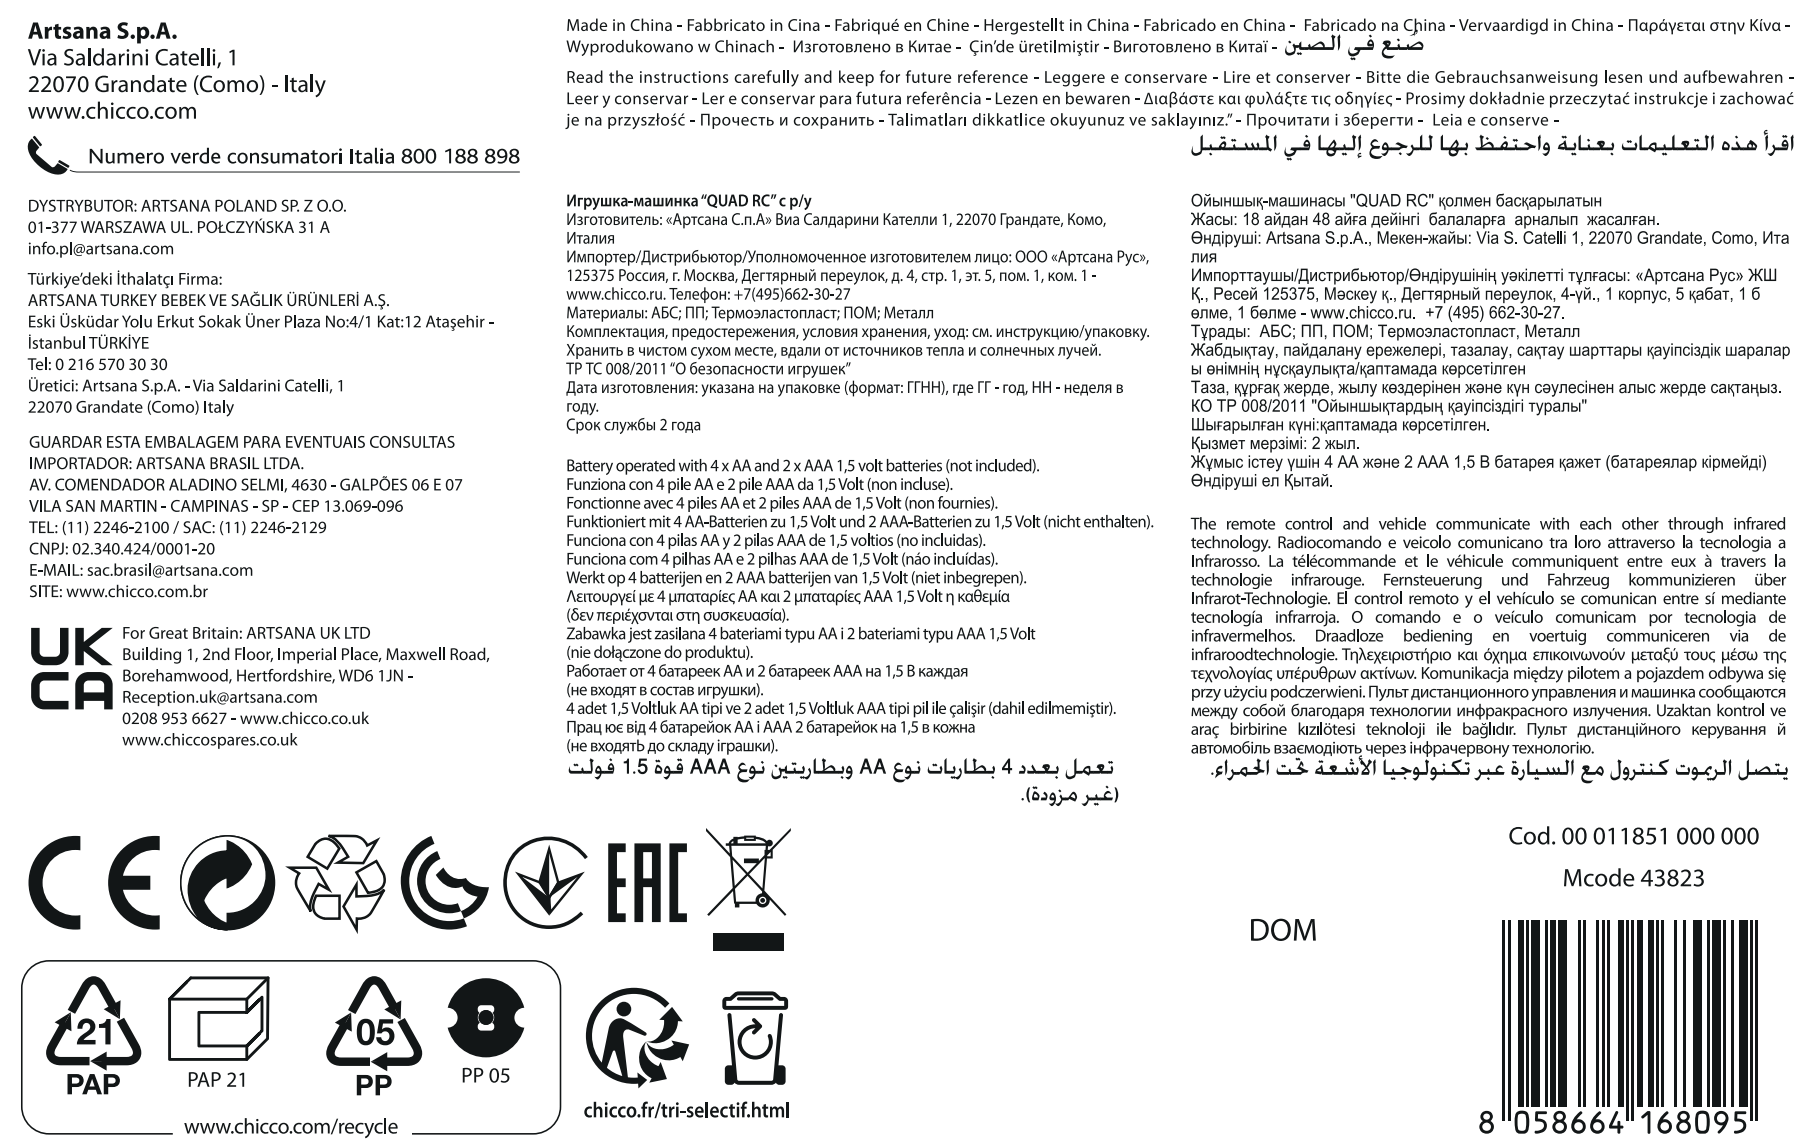 Artsana S.p.A.
Via Saldarini Catelli, 1
22070 Grandate (Como) - Italy
www.chicco.com
Numero verde consumatori Italia 800 188 898
DYSTRYBUTOR: ARTSANA POLAND SP. Z O.O.
01-377 WARSZAWA UL. POŁCZYŃSKA 31 A
info.pl@artsana.com
Türkiye’deki İthalatçı Firma:
ARTSANA TURKEY BEBEK VE SAĞLIK ÜRÜNLERİ A.Ş.
Eski Üsküdar Yolu Erkut Sokak Üner Plaza No:4/1 Kat:12 Ataşehir -
İstanbul TÜRKİYE
Tel: 0 216 570 30 30
Üretici: Artsana S.p.A. - Via Saldarini Catelli, 1
22070 Grandate (Como) Italy
GUARDAR ESTA EMBALAGEM PARA EVENTUAIS CONSULTAS
IMPORTADOR: ARTSANA BRASIL LTDA.
AV. COMENDADOR ALADINO SELMI, 4630 - GALPÕES 06 E 07
VILA SAN MARTIN - CAMPINAS - SP - CEP 13.069-096
TEL: (11) 2246-2100 / SAC: (11) 2246-2129
CNPJ: 02.340.424/0001-20
E-MAIL: sac.brasil@artsana.com
SITE: www.chicco.com.br
UK
CA
For Great Britain: ARTSANA UK LTD
Building 1, 2nd Floor, Imperial Place, Maxwell Road,
Borehamwood, Hertfordshire, WD6 1JN -
Reception.uk@artsana.com
0208 953 6627 - www.chicco.co.uk
www.chiccospares.co.uk
Made in China - Fabbricato in Cina - Fabriqué en Chine - Hergestellt in China - Fabricado en China - Fabricado na China - Vervaardigd in China - Παράγεται στην Κίνα -
Wyprodukowano w Chinach - Изготовлено в Китае - Çin’de üretilmiştir - Виготовлено в Китаї - صُنع في الصين
Read the instructions carefully and keep for future reference - Leggere e conservare - Lire et conserver - Bitte die Gebrauchsanweisung lesen und aufbewahren -
Leer y conservar - Ler e conservar para futura referência - Lezen en bewaren - Διαβάστε και φυλάξτε τις οδηγίες - Prosimy dokładnie przeczytać instrukcje i zachować
je na przyszłość - Прочесть и сохранить - Talimatları dikkatlice okuyunuz ve saklayınız.” - Прочитати і зберегти - Leia e conserve -
اقرأ هذه التعليمات بعناية واحتفظ بها للرجوع إليها في المستقبل
Игрушка-машинка “QUAD RC” с р/у
Изготовитель: «Артсана С.п.А» Виа Салдарини Кателли 1, 22070 Грандате, Комо,
Италия
Импортер/Дистрибьютор/Уполномоченное изготовителем лицо: ООО «Артсана Рус»,
125375 Россия, г. Москва, Дегтярный переулок, д. 4, стр. 1, эт. 5, пом. 1, ком. 1 -
www.chicco.ru. Телефон: +7(495)662-30-27
Материалы: АБС; ПП; Термоэластопласт; ПОМ; Металл
Комплектация, предостережения, условия хранения, уход: см. инструкцию/упаковку.
Хранить в чистом сухом месте, вдали от источников тепла и солнечных лучей.
ТР ТС 008/2011 “О безопасности игрушек”
Дата изготовления: указана на упаковке (формат: ГГНН), где ГГ - год, НН - неделя в
году.
Срок службы 2 года
Battery operated with 4 x AA and 2 x AAA 1,5 volt batteries (not included).
Funziona con 4 pile AA e 2 pile AAA da 1,5 Volt (non incluse).
Fonctionne avec 4 piles AA et 2 piles AAA de 1,5 Volt (non fournies).
Funktioniert mit 4 AA-Batterien zu 1,5 Volt und 2 AAA-Batterien zu 1,5 Volt (nicht enthalten).
Funciona con 4 pilas AA y 2 pilas AAA de 1,5 voltios (no incluidas).
Funciona com 4 pilhas AA e 2 pilhas AAA de 1,5 Volt (náo incluídas).
Werkt op 4 batterijen en 2 AAA batterijen van 1,5 Volt (niet inbegrepen).
Λειτουργεί με 4 μπαταρίες AA και 2 μπαταρίες AAA 1,5 Volt η καθεμία
(δεν περιέχονται στη συσκευασία).
Zabawka jest zasilana 4 bateriami typu AA i 2 bateriami typu AAA 1,5 Volt
(nie dołączone do produktu).
Работает от 4 батареек AA и 2 батареек AAA на 1,5 В каждая
(не входят в состав игрушки).
4 adet 1,5 Voltluk AA tipi ve 2 adet 1,5 Voltluk AAA tipi pil ile çalişir (dahil edilmemiştir).
Прац ює від 4 батарейок AA і AAA 2 батарейок на 1,5 в кожна
(не входятЬ до складу іграшки).
تعمل بعدد 4 بطاريات نوع AA وبطاريتين نوع AAA قوة 1.5 فولت
(غير مزودة).
Ойыншық-машинасы "QUAD RC" қолмен басқарылатын
Жасы: 18 айдан 48 айға дейінгі балаларға арналып жасалған.
Өндіруші: Artsana S.p.A., Мекен-жайы: Via S. Catelli 1, 22070 Grandate, Como, Ита
лия
Импорттаушы/Дистрибьютор/Өндірушінің уәкілетті тұлғасы: «Артсана Рус» ЖШ
Қ., Ресей 125375, Мәскеу қ., Дегтярный переулок, 4-үй., 1 корпус, 5 қабат, 1 б
өлме, 1 бөлме - www.chicco.ru. +7 (495) 662-30-27.
Тұрады: АБС; ПП, ПОМ; Термоэластопласт, Металл
Жабдықтау, пайдалану ережелері, тазалау, сақтау шарттары қауіпсіздік шаралар
ы өнімнің нұсқаулықта/қаптамада көрсетілген
Таза, құрғақ жерде, жылу көздерінен және күн сәулесінен алыс жерде сақтаңыз.
КО ТР 008/2011 "Ойыншықтардың қауіпсіздігі туралы"
Шығарылған күні:қаптамада көрсетілген.
Қызмет мерзімі: 2 жыл.
Жұмыс істеу үшін 4 AA және 2 AAA 1,5 В батарея қажет (батареялар кірмейді)
Өндіруші ел Қытай.
The remote control and vehicle communicate with each other through infrared
technology. Radiocomando e veicolo comunicano tra loro attraverso la tecnologia a
Infrarosso. La télécommande et le véhicule communiquent entre eux à travers la
technologie infrarouge. Fernsteuerung und Fahrzeug kommunizieren über
Infrarot-Technologie. El control remoto y el vehículo se comunican entre sí mediante
tecnología infrarroja. O comando e o veículo comunicam por tecnologia de
infravermelhos. Draadloze bediening en voertuig communiceren via de
infraroodtechnologie. Τηλεχειριστήριο και όχημα επικοινωνούν μεταξύ τους μέσω της
τεχνολογίας υπέρυθρων ακτίνων. Komunikacja między pilotem a pojazdem odbywa się
przy użyciu podczerwieni. Пульт дистанционного управления и машинка сообщаются
между собой благодаря технологии инфракрасного излучения. Uzaktan kontrol ve
araç birbirine kızılötesi teknoloji ile bağlıdır. Пульт дистанційного керування й
автомобіль взаємодіють через інфрачервону технологію.
يتصل الريموت كنترول مع السيارة عبر تكنولوجيا الأشعة تحت الحمراء.
CE
EAC
21
PAP
PAP 21
05
PP
PP 05
www.chicco.com/recycle
chicco.fr/tri-selectif.html
Cod. 00 011851 000 000
Mcode 43823
DOM
8 058664 168095